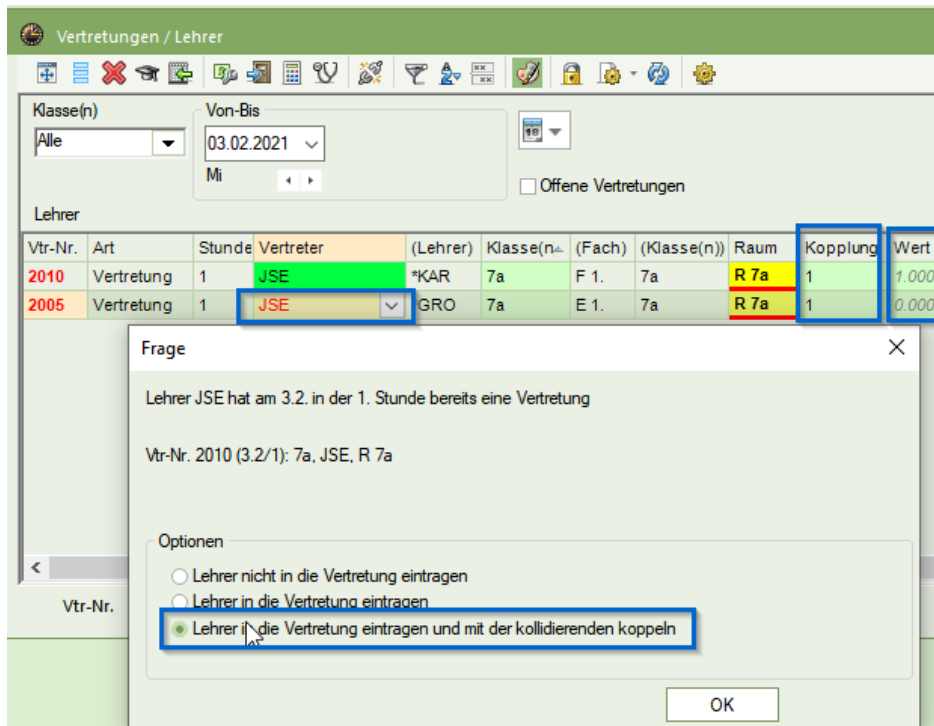 Vertretungen / Lehrer
Klasse(n)
Von-Bis
Alle
03.02.2021
18
Mi
Offene Vertretungen
Lehrer
Vtr-Nr. Art Stunde Vertreter (Lehrer) Klasse(n (Fach) (Klasse(n)) Raum Kopplung Wert
2010 Vertretung 1 JSE *KAR 7a F 1. 7a R 7a 1 1.000
2005 Vertretung 1 JSE GRO 7a E 1. 7a R 7a 1 0.000
Frage
Lehrer JSE hat am 3.2. in der 1. Stunde bereits eine Vertretung
Vtr-Nr. 2010 (3.2/1): 7a, JSE, R 7a
Optionen
Lehrer nicht in die Vertretung eintragen
Lehrer in die Vertretung eintragen
Vtr-Nr.
Lehrer in die Vertretung eintragen und mit der kollidierenden koppeln
OK